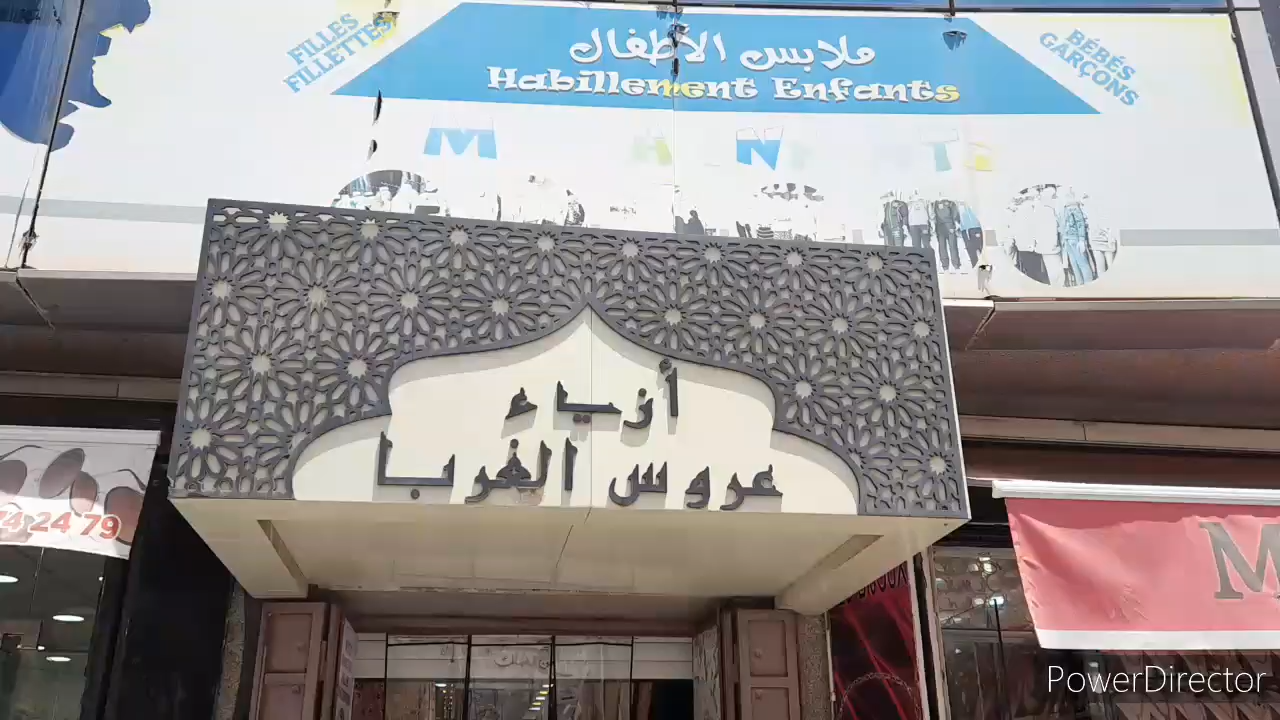 FILLES
FILLETTES
ملابس الأطفال
Habillement Enfants
BÉBÉS
GARÇONS
أزياء
عروس الغربا
74 24 79
M
PowerDirector